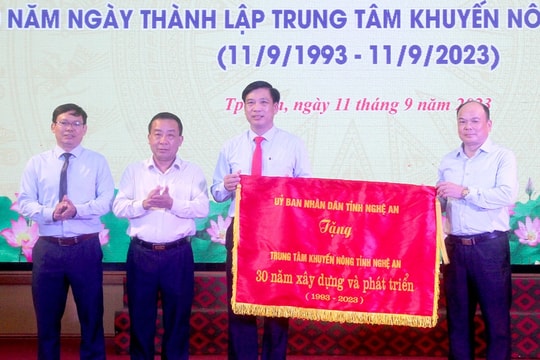 NĂM NGÀY THÀNH LẬP TRUNG TÂM KHUYẾN NÔ
(11/9/1993 - 11/9/2023)
ngày 11 tháng 9 năm 2023
UỶ BAN NHÂN DÂN TỈNH NGHỆ AN
Tặng
TRUNG TÂM KHUYẾN NÔNG TỈNH NGHỆ AN
30 năm xây dựng và phát triển
(1993 - 2023)